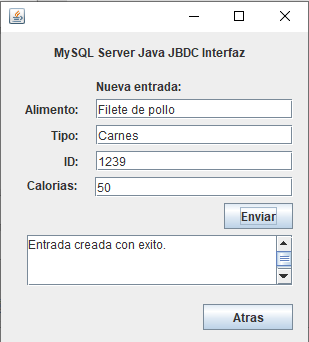 MySQL Server Java JBDC Interfaz
Nueva entrada:
Alimento: Filete de pollo
Tipo: Carnes
ID: 1239
Calorias: 50
Enviar
Entrada creada con exito.
Atras